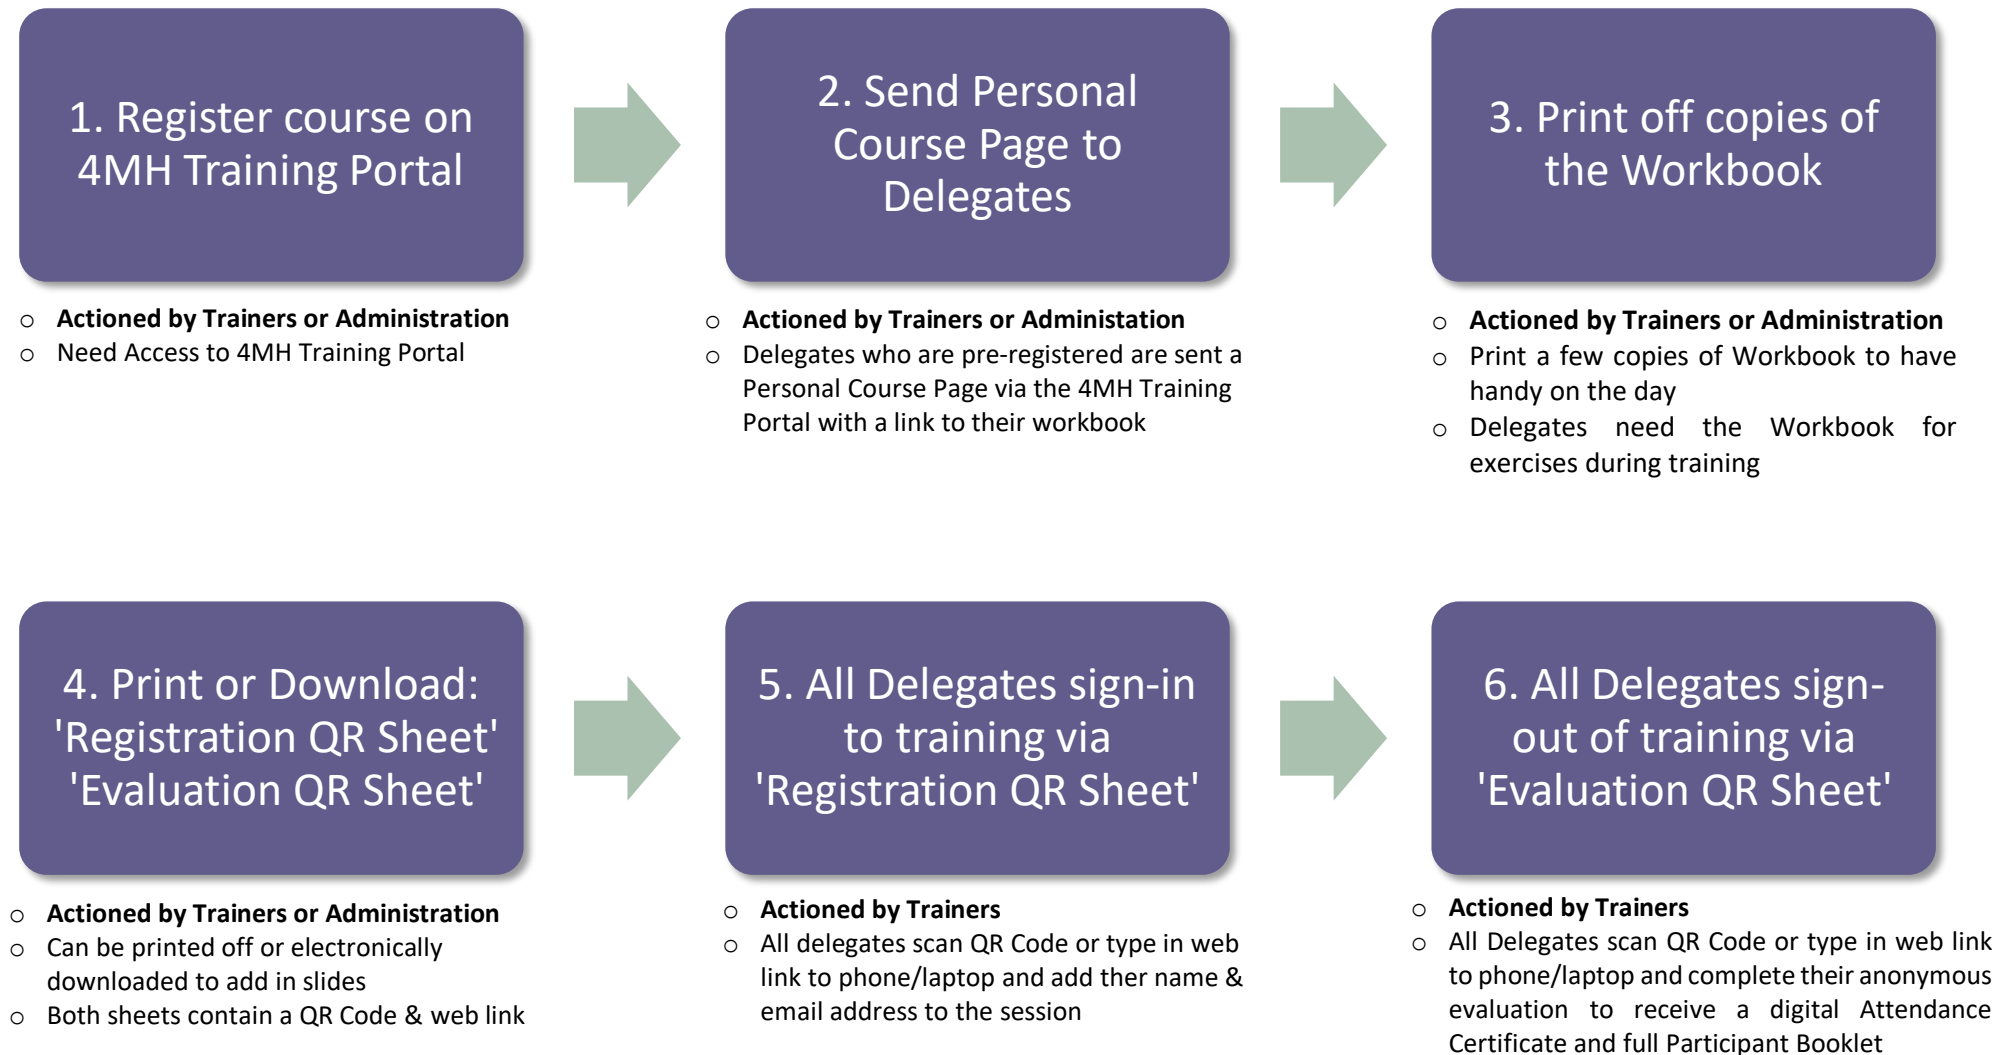 1. Register course on
4MH Training Portal
2. Send Personal
Course Page to
Delegates
3. Print off copies of
the Workbook
o Actioned by Trainers or Administration
o Need Access to 4MH Training Portal
o Actioned by Trainers or Administation
o Delegates who are pre-registered are sent a
Personal Course Page via the 4MH Training
Portal with a link to their workbook
o Actioned by Trainers or Administration
o Print a few copies of Workbook to have
handy on the day
o Delegates need the Workbook for
exercises during training
4. Print or Download:
'Registration QR Sheet'
'Evaluation QR Sheet'
5. All Delegates sign-in
to training via
'Registration QR Sheet'
6. All Delegates sign-
out of training via
'Evaluation QR Sheet'
o Actioned by Trainers or Administration
o Can be printed off or electronically
downloaded to add in slides
o Both sheets contain a QR Code & web link
o Actioned by Trainers
o All delegates scan QR Code or type in web
link to phone/laptop and add ther name &
email address to the session
o Actioned by Trainers
o All Delegates scan QR Code or type in web link
to phone/laptop and complete their anonymous
evaluation to receive a digital Attendance
Certificate and full Participant Booklet